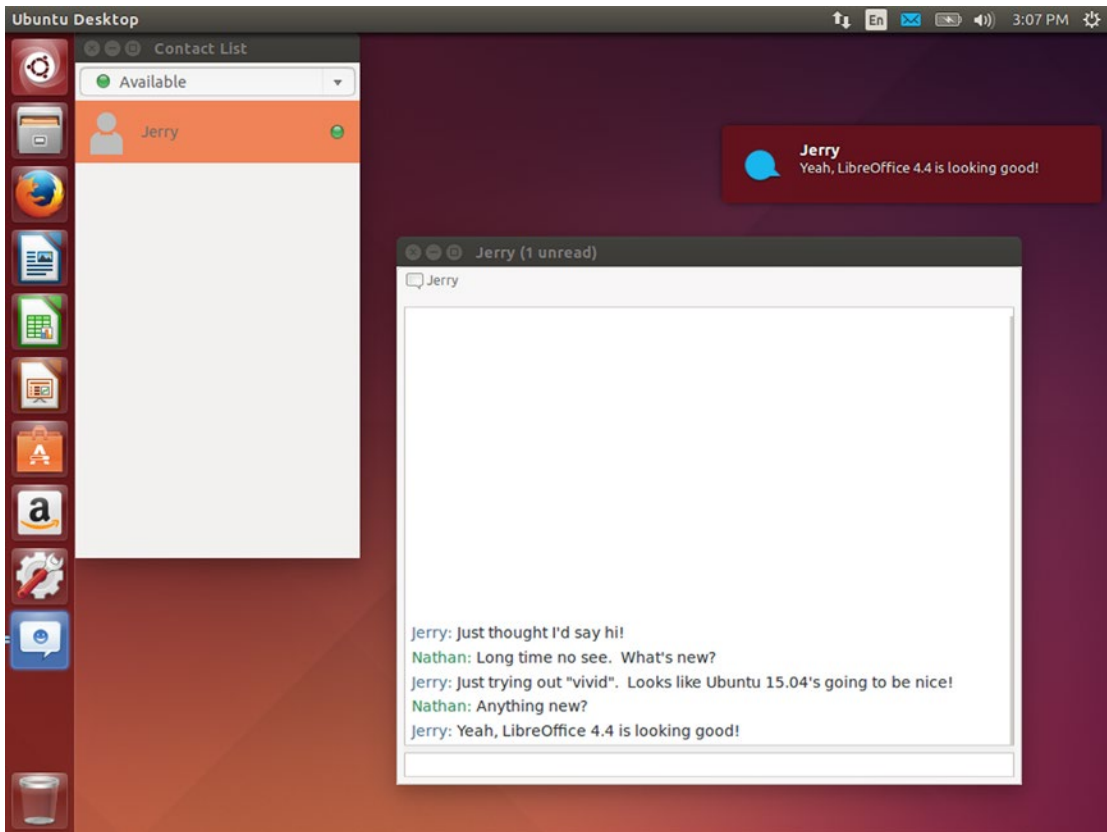 Ubuntu Desktop
En
3:07 PM
Contact List
Available
Jerry
Jerry
Yeah, LibreOffice 4.4 is looking good!
Jerry (1 unread)
Jerry
a
Jerry: Just thought I'd say hi!
Nathan: Long time no see.  What's new?
Jerry: Just trying out "vivid".  Looks like Ubuntu 15.04's going to be nice!
Nathan: Anything new?
Jerry: Yeah, LibreOffice 4.4 is looking good!